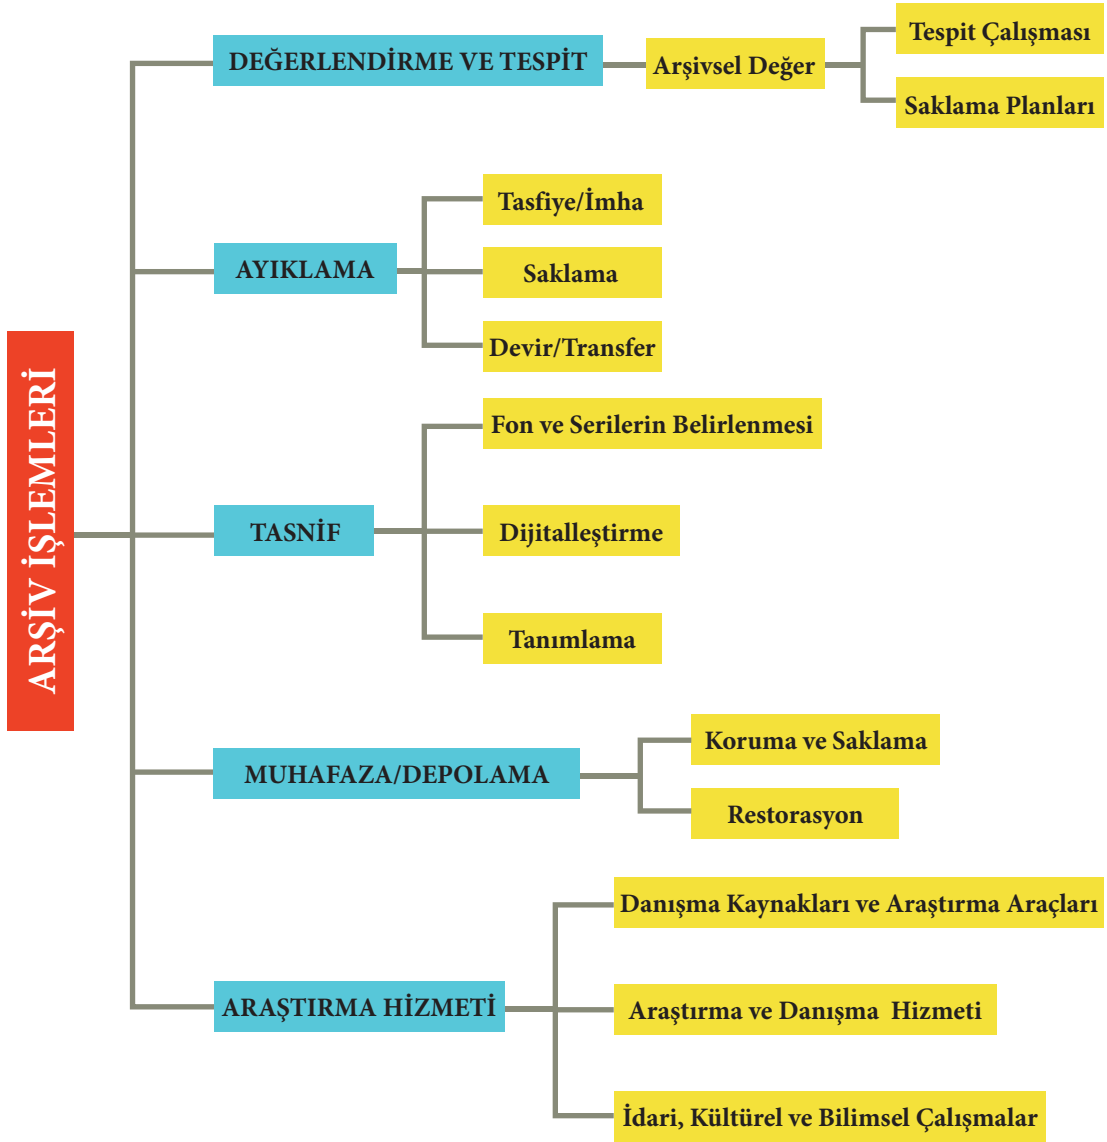 ARŞİV İŞLEMLERİ
DEĞERLENDİRME VE TESPİT
Arşivsel Değer
Tespit Çalışması
Saklama Planları
AYIKLAMA
Tasfiye/İmha
Saklama
Devir/Transfer
TASNİF
Fon ve Serilerin Belirlenmesi
Dijitalleştirme
Tanımlama
MUHAFAZA/DEPOLAMA
Koruma ve Saklama
Restorasyon
ARAŞTIRMA HİZMETİ
Danışma Kaynakları ve Araştırma Araçları
Araştırma ve Danışma Hizmeti
İdari, Kültürel ve Bilimsel Çalışmalar